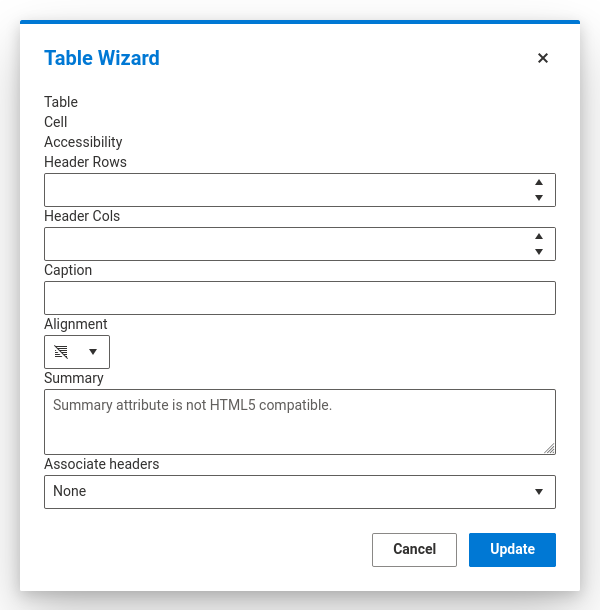 Table Wizard
Table
Cell
Accessibility
Header Rows
Header Cols
Caption
Alignment
Summary
Summary attribute is not HTML5 compatible.
Associate headers
None
Cancel Update